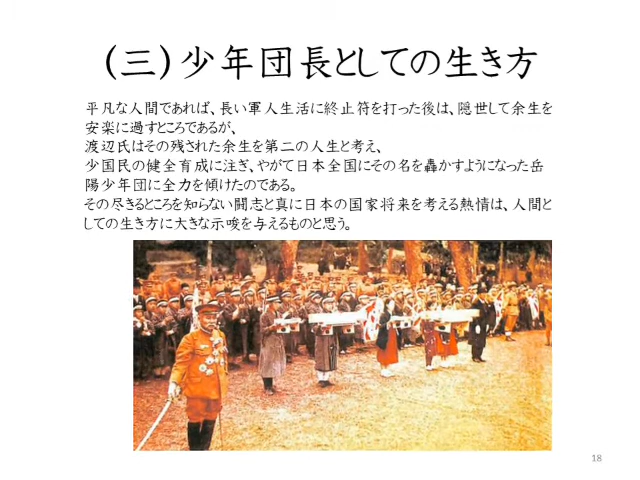 (三)少年団長としての生き方
平凡な人間であれば、長い軍人生活に終止符を打った後は、隠世して余生を
安楽に過すところであるが、
渡辺氏はその残された余生を第二の人生と考え、
少国民の健全育成に注ぎ、やがて日本全国にその名を轟かすようになった岳
陽少年団に全力を傾けたのである。
その尽きるところを知らない闘志と真に日本の国家将来を考える熱情は、人間と
しての生き方に大きな示唆を与えるものと思う。
18